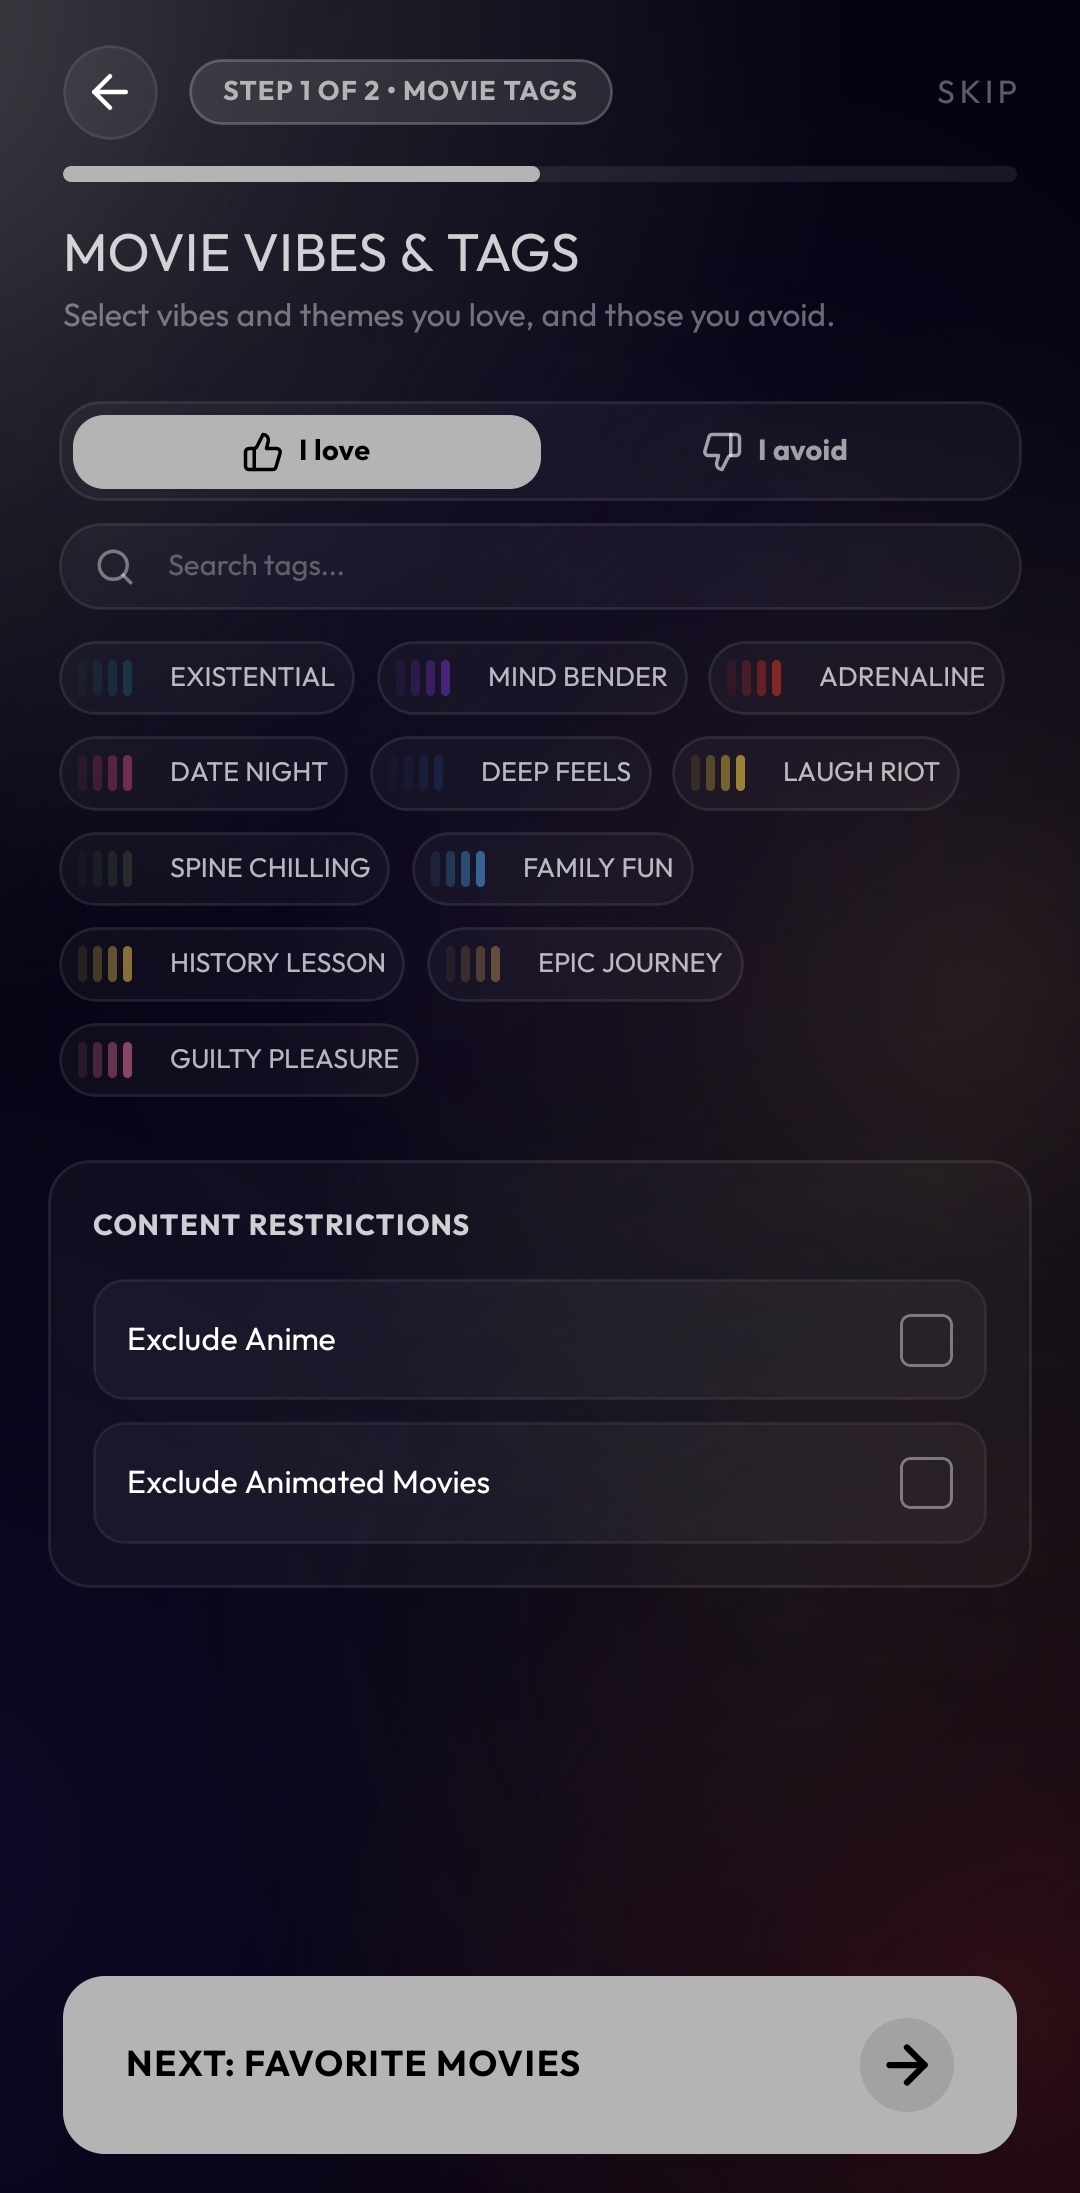 STEP 1 OF 2 • MOVIE TAGS
SKIP
MOVIE VIBES & TAGS
Select vibes and themes you love, and those you avoid.
I love
I avoid
Search tags...
EXISTENTIAL
MIND BENDER
ADRENALINE
DATE NIGHT
DEEP FEELS
LAUGH RIOT
SPINE CHILLING
FAMILY FUN
HISTORY LESSON
EPIC JOURNEY
GUILTY PLEASURE
CONTENT RESTRICTIONS
Exclude Anime
Exclude Animated Movies
NEXT: FAVORITE MOVIES